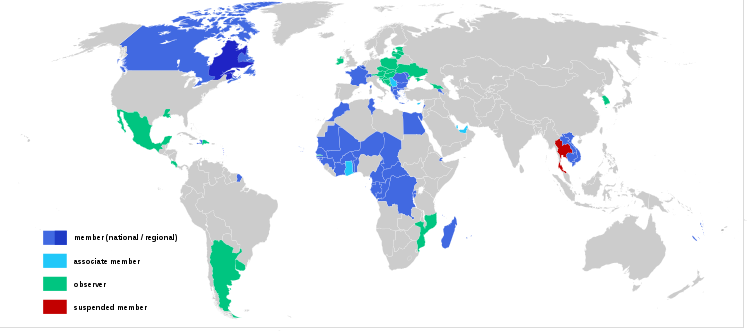 member (national / regional)
associate member
observer
suspended member